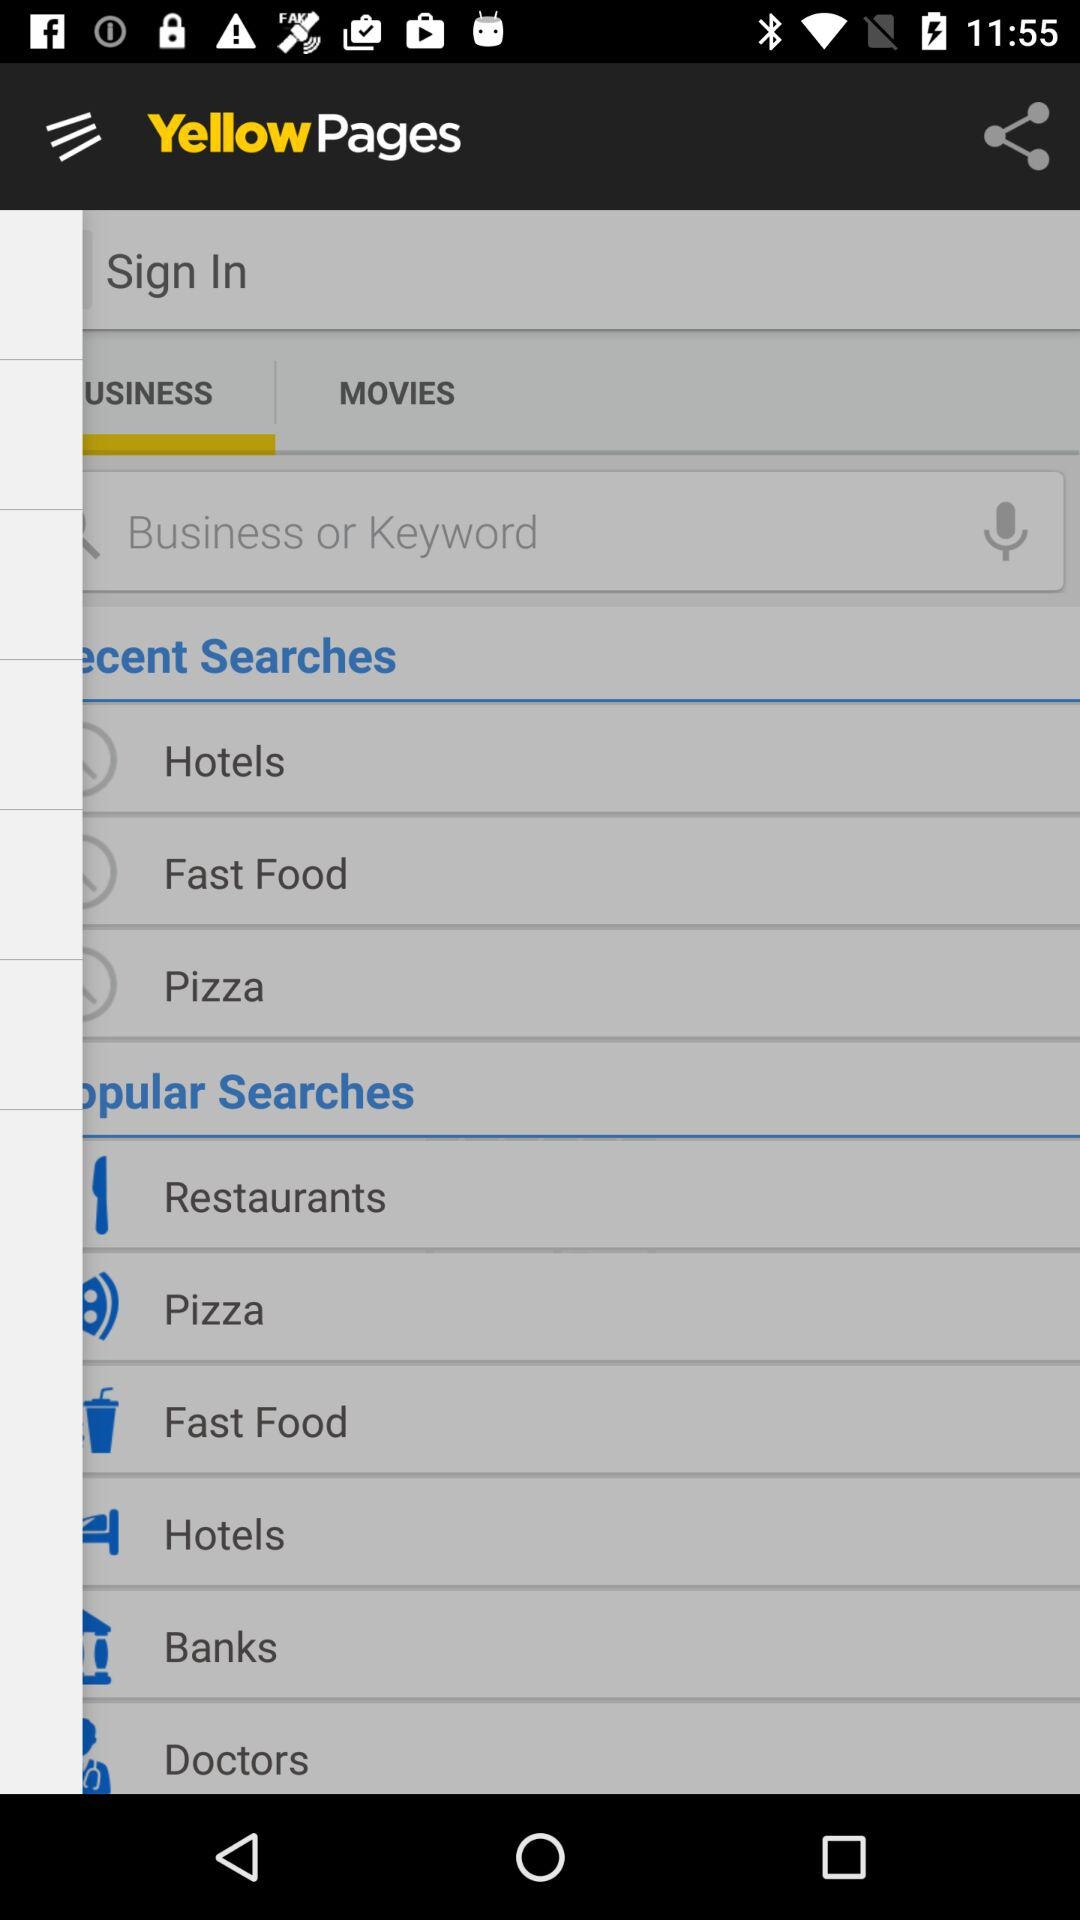 FAKE
11:55
YellowPages
Sign In
USINESS
MOVIES
Business or Keyword
ecent Searches
Hotels
Fast Food
Pizza
opular Searches
Restaurants
Pizza
Fast Food
Hotels
Banks
Doctors